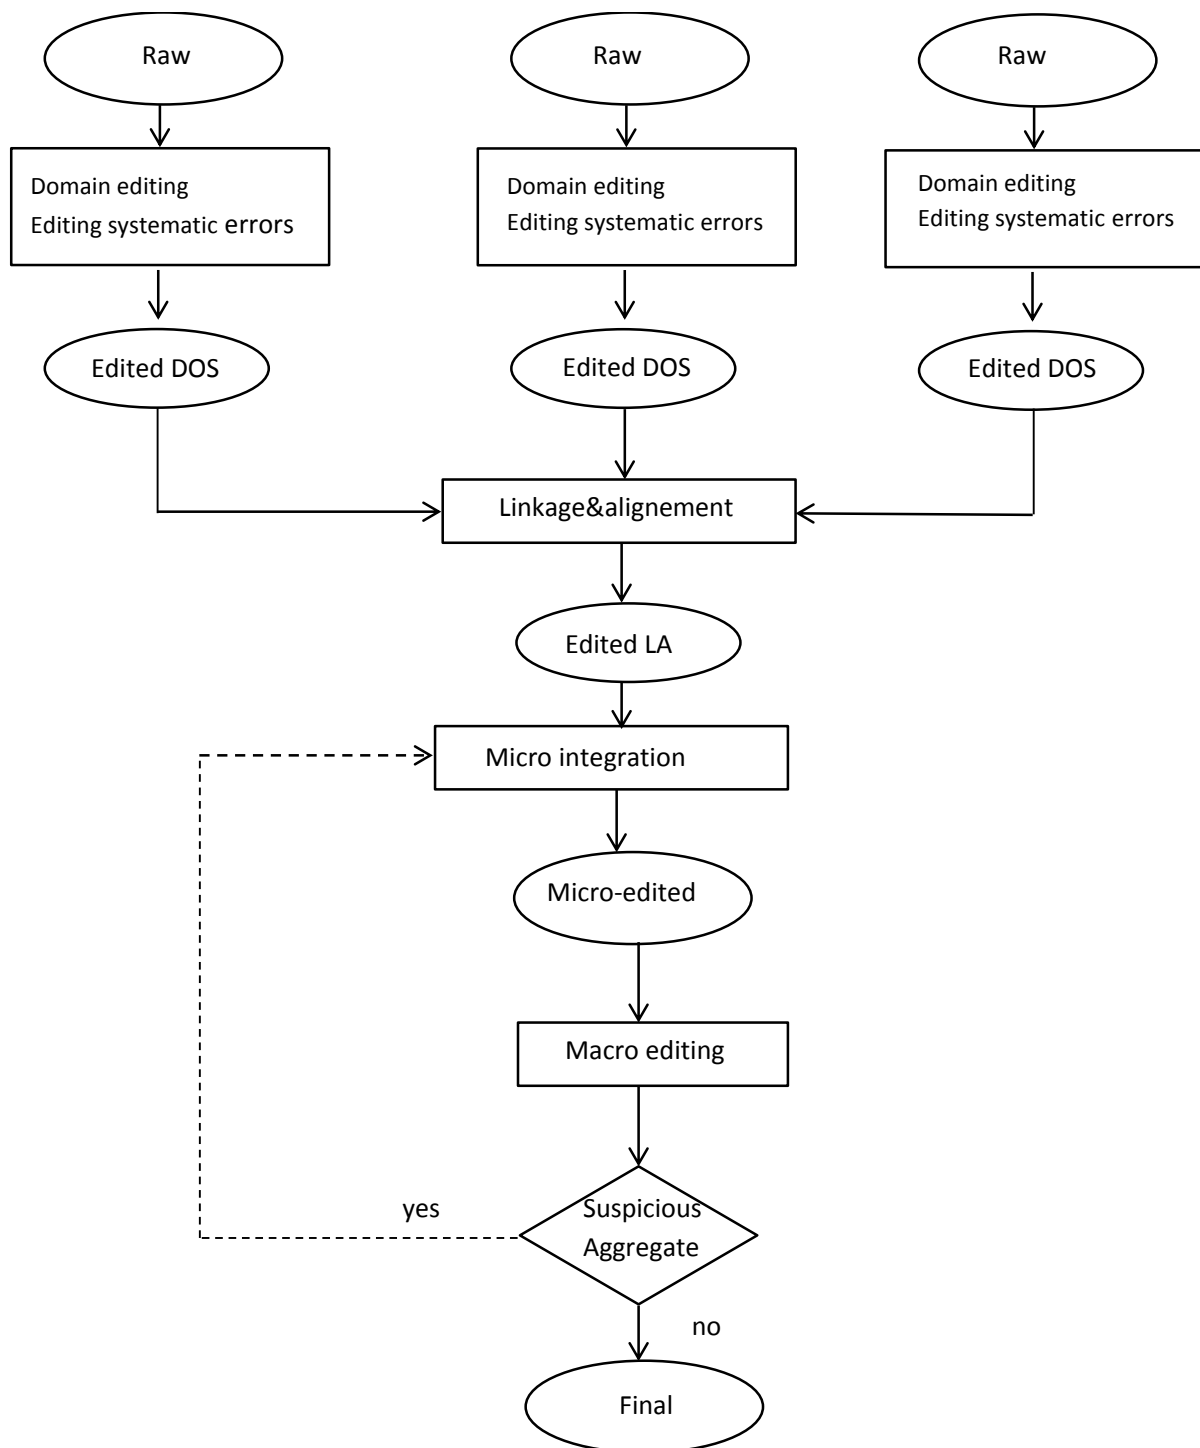 Raw
Raw
Raw
Domain editing
Editing systematic errors
Domain editing
Editing systematic errors
Domain editing
Editing systematic errors
Edited DOS
Edited DOS
Edited DOS
Linkage&alignement
Edited LA
Micro integration
Micro-edited
Macro editing
yes
Suspicious
Aggregate
no
Final